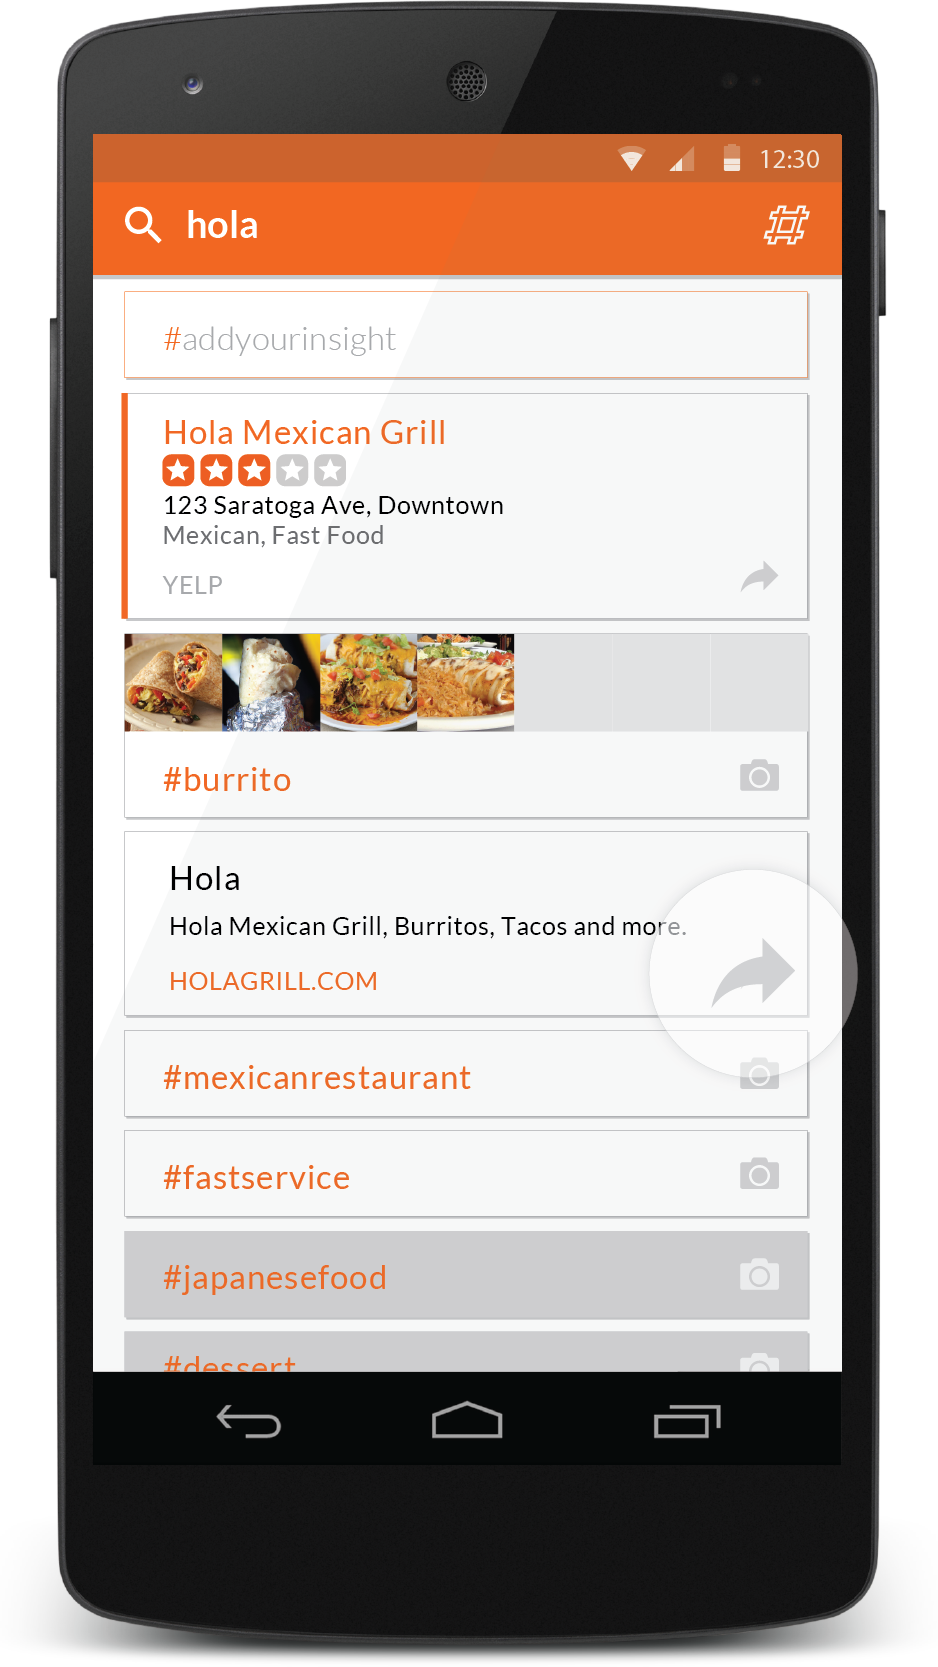 12:30
hola
#addyourinsight
Hola Mexican Grill
123 Saratoga Ave, Downtown
Mexican, Fast Food
YELP
#burrito
Hola
Hola Mexican Grill, Burritos, Tacos and more.
HOLAGRILL.COM
#mexicanrestaurant
#fastservice
#japanesefood
#dessert